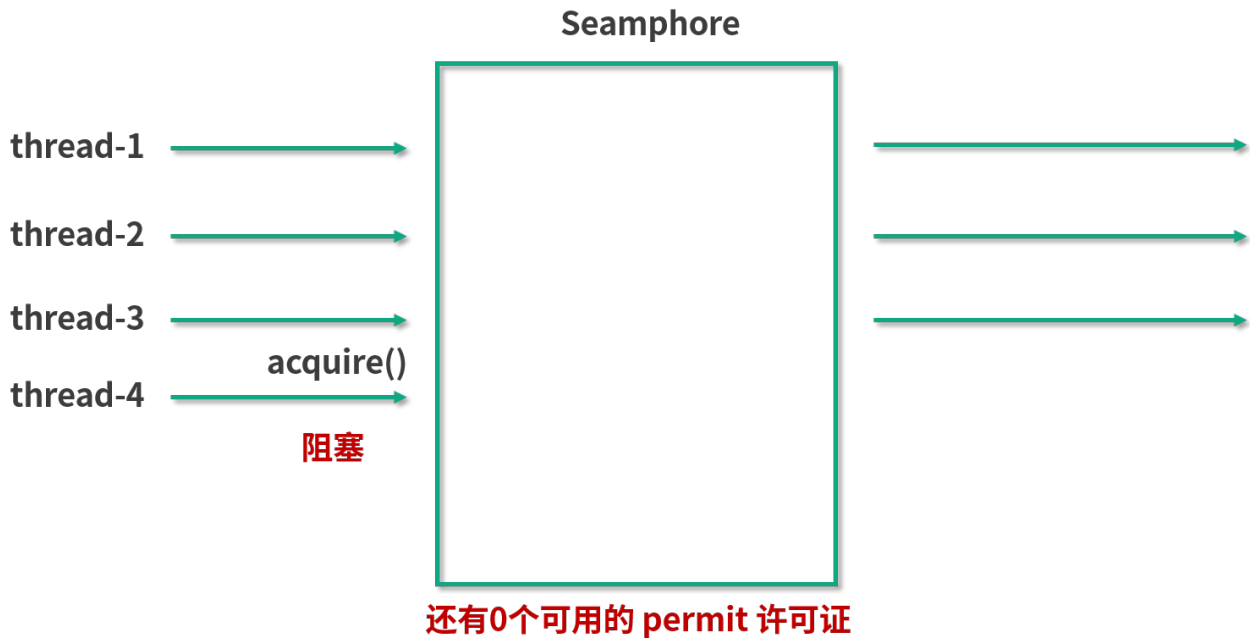 Seamphore
thread-1
thread-2
thread-3
acquire()
thread-4
阻塞
还有0个可用的 permit 许可证